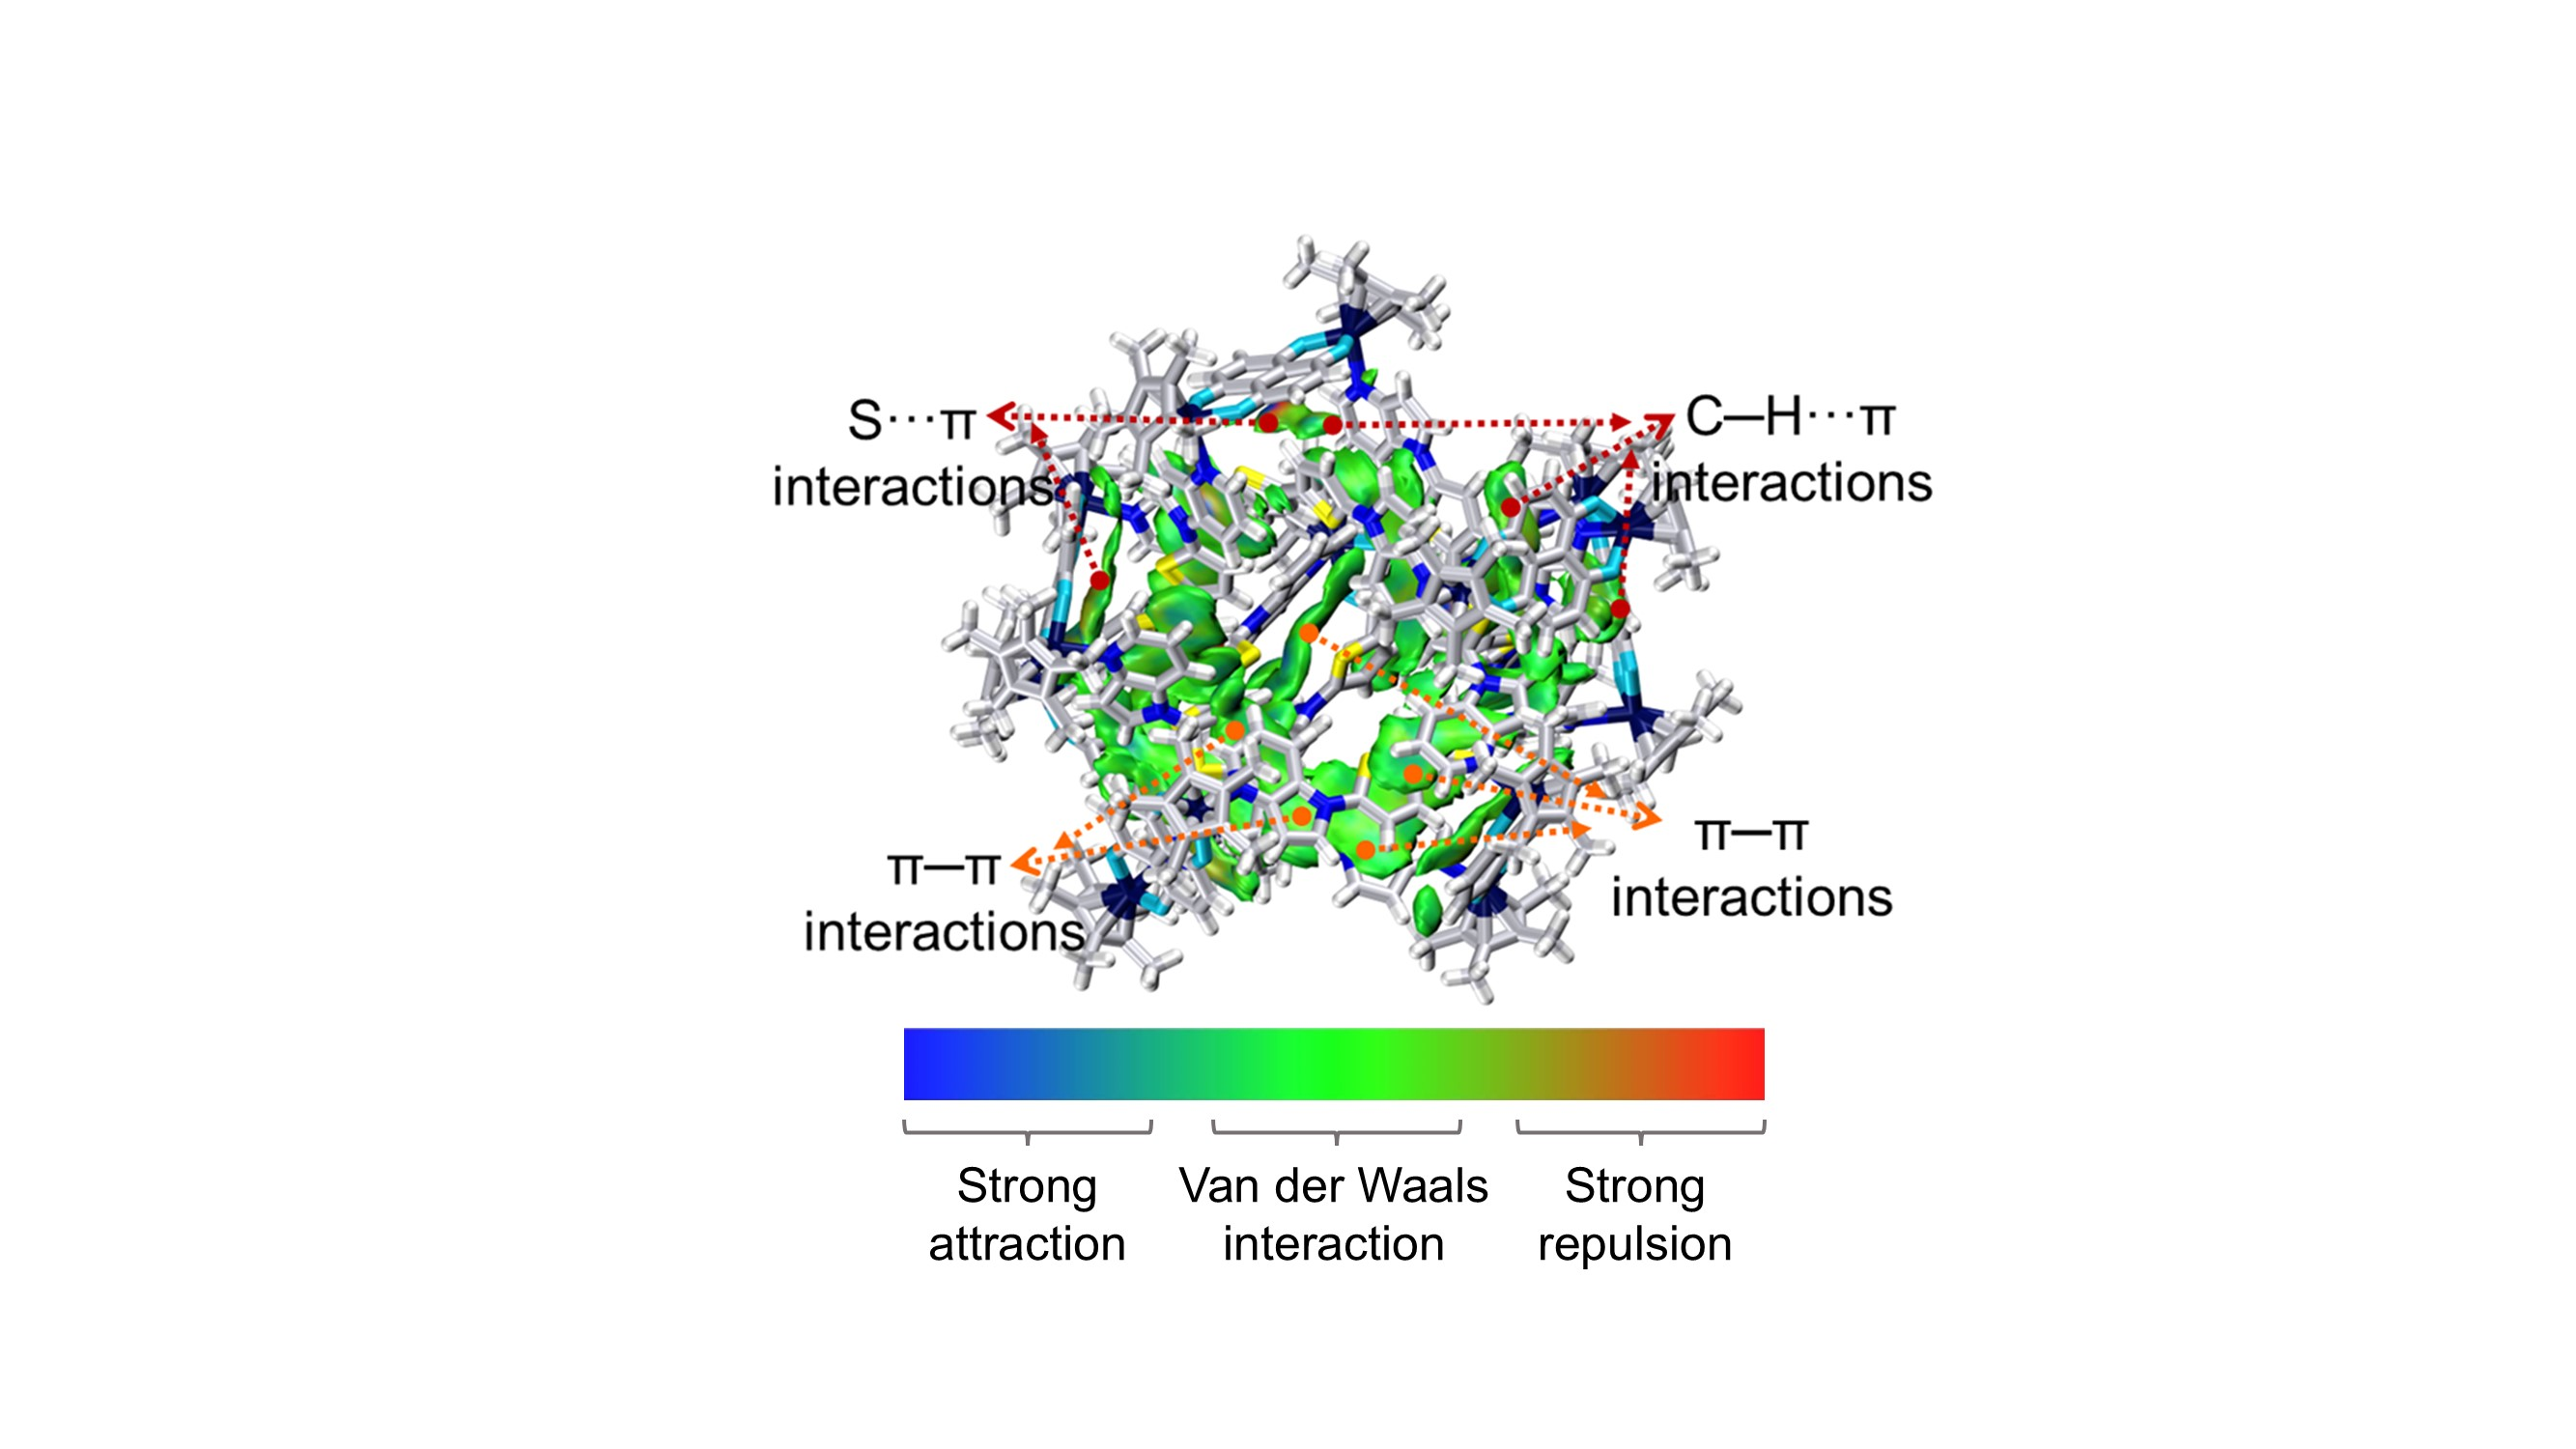 S···π
interactions
C—H···π
interactions
π—π
interactions
π—π
interactions
Strong
attraction
Van der Waals
interaction
Strong
repulsion